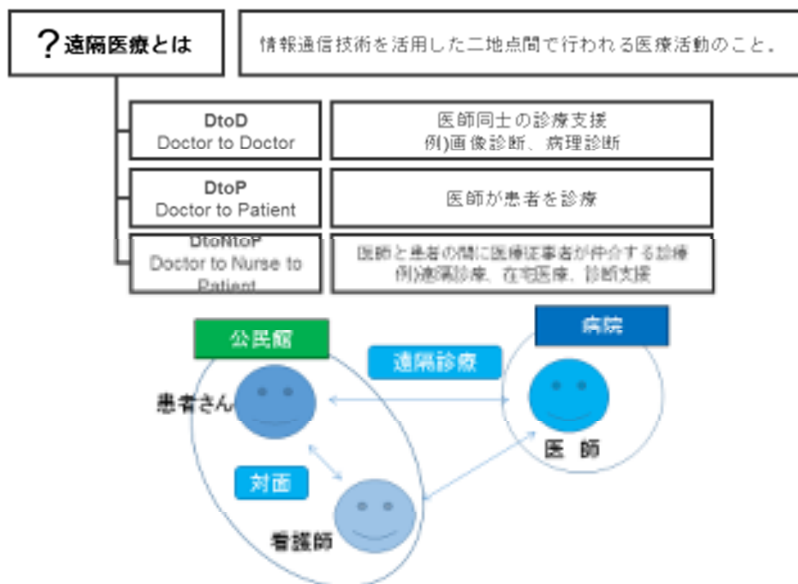 ?遠隔医療とは
情報通信技術を活用した二地点間で行われる医療活動のこと。
DtoD
Doctor to Doctor
医師同士の診療支援
例)画像診断、病理診断
DtoP
Doctor to Patient
医師が患者を診療
DtoNtoP
Doctor to Nurse to
Patient
医師と患者の間に医療従事者が仲介する診療
例)遠隔診療、在宅医療、診断支援
公民館
病院
遠隔診療
患者さん
医 師
対面
看護師